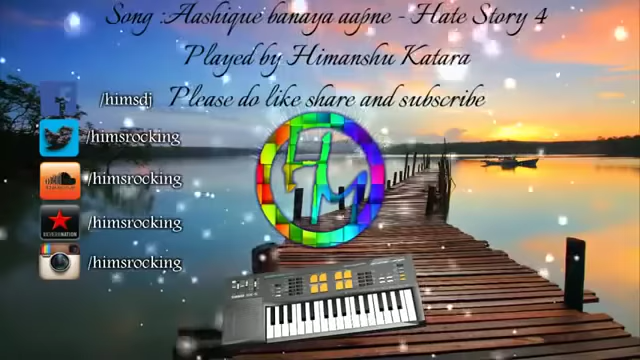 Song :Aashique banaya aapne - Hate Story 4
Played by Himanshu Katara
Please do like share and subscribe
/himsdj
/himsrocking
/himsrocking
/himsrocking
/himsrocking